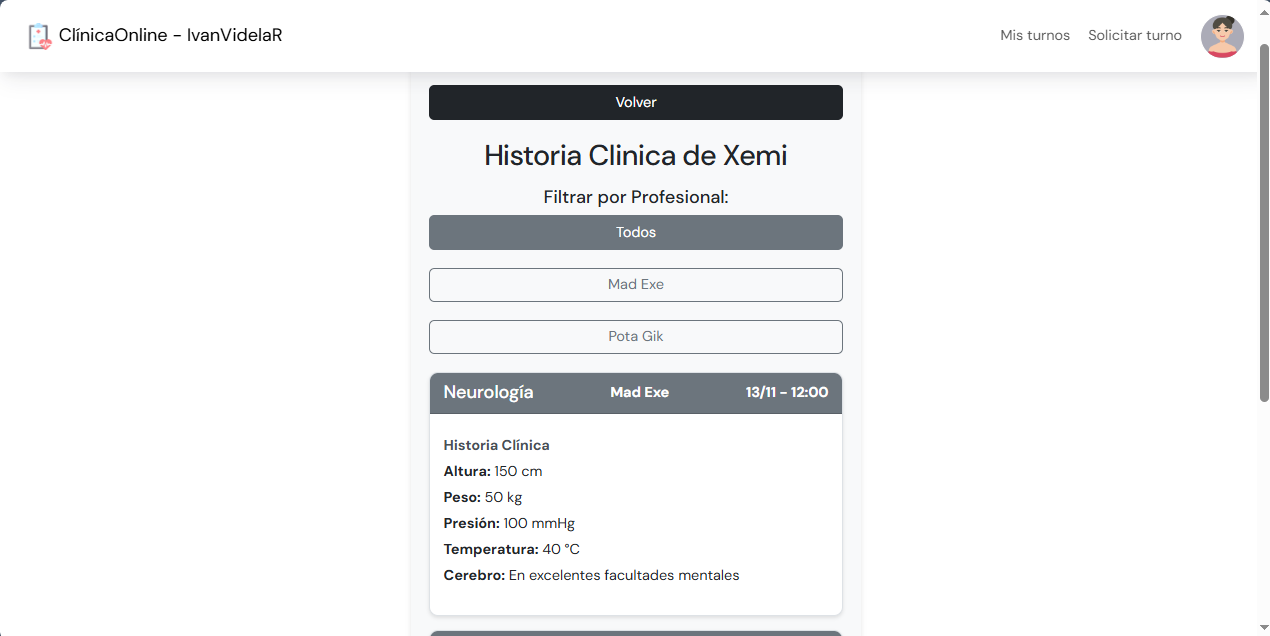 ClínicaOnline - IvanVidelaR
Mis turnos
Solicitar turno
Volver
Historia Clinica de Xemi
Filtrar por Profesional:
Todos
Mad Exe
Pota Gik
Neurología
Mad Exe
13/11 - 12:00
Historia Clínica
Altura: 150 cm
Peso: 50 kg
Presión: 100 mmHg
Temperatura: 40 °C
Cerebro: En excelentes facultades mentales